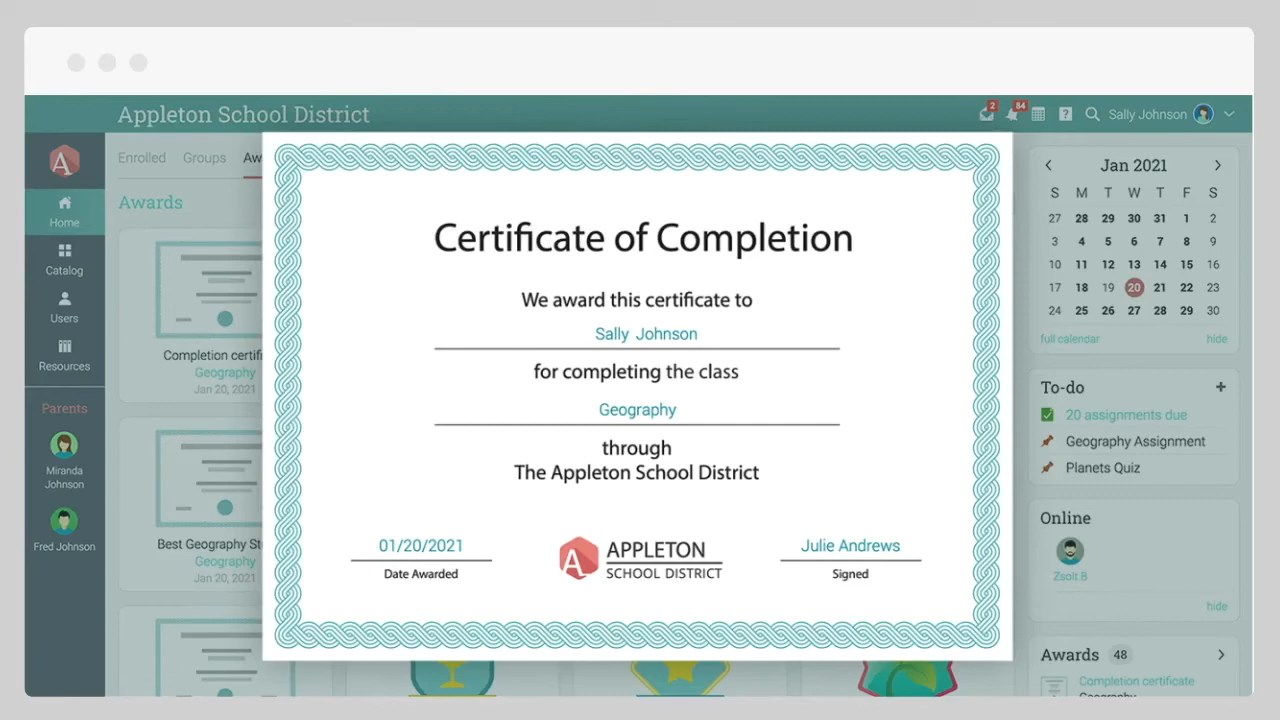 Appleton School District
2
84
?
Sally Johnson
A
Home
Catalog
Users
Resources
Parents
Miranda
Johnson
Fred Johnson
Enrolled Groups
Awards
Completion
Geography
Jan 20, 2021
Best Geography
Geography
Jan 20, 2021
Certificate of Completion
We award this certificate to
Sally Johnson
for completing the class
Geography
through
The Appleton School District
01/20/2021
Date Awarded
A APPLETON
SCHOOL DISTRICT
Julie Andrews
Signed
Jan 2021
S M T W T F S
27 28 29 30 31 1 2
3 4 5 6 7 8 9
10 11 12 13 14 15 16
17 18 19 20 21 22 23
24 25 26 27 28 29 30
full calendar hide
To-do +
20 assignments due
Geography Assignment
Planets Quiz
Online
Zsolt B
hide
Awards 48
Completion certificate
Geography